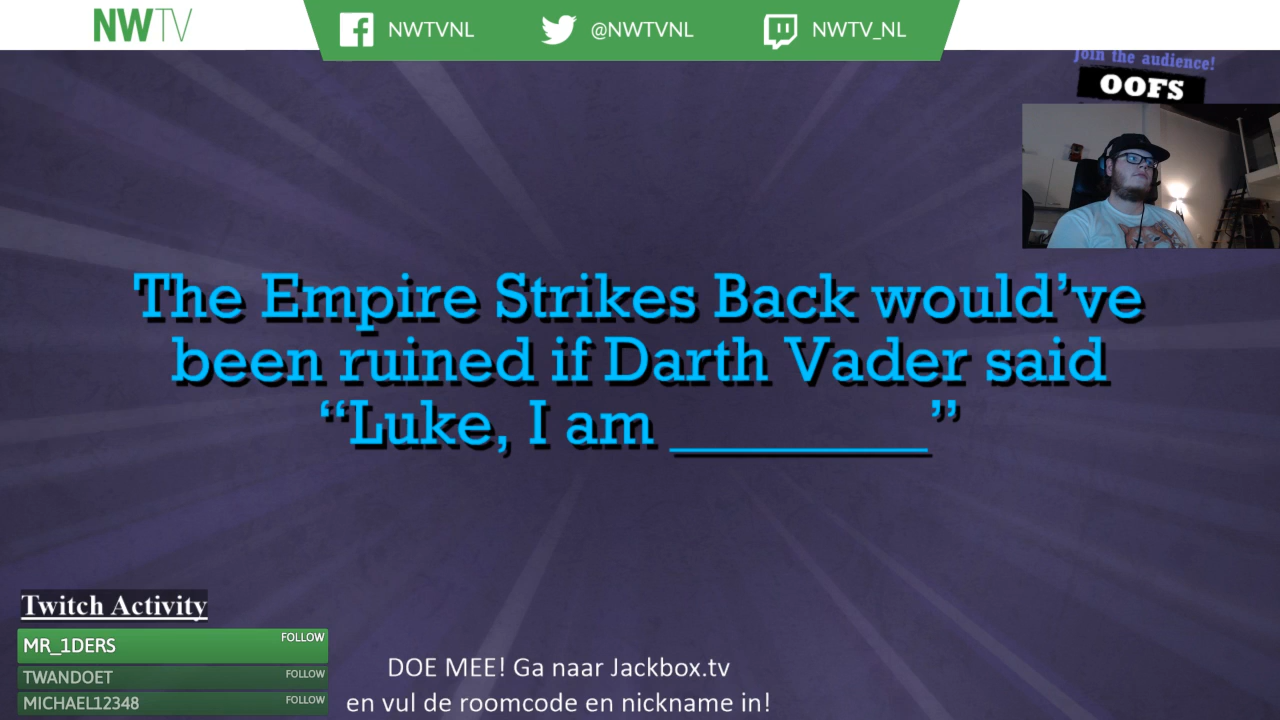 NWTV
NWTVNL
@NWTVNL
NWTV_NL
Join the audience!
OOFS
The Empire Strikes Back would’ve
been ruined if Darth Vader said
“Luke, I am ________”
Twitch Activity
MR_1DERS FOLLOW
TWANDOET FOLLOW
MICHAEL12348 FOLLOW
DOE MEE! Ga naar Jackbox.tv
en vul de roomcode en nickname in!